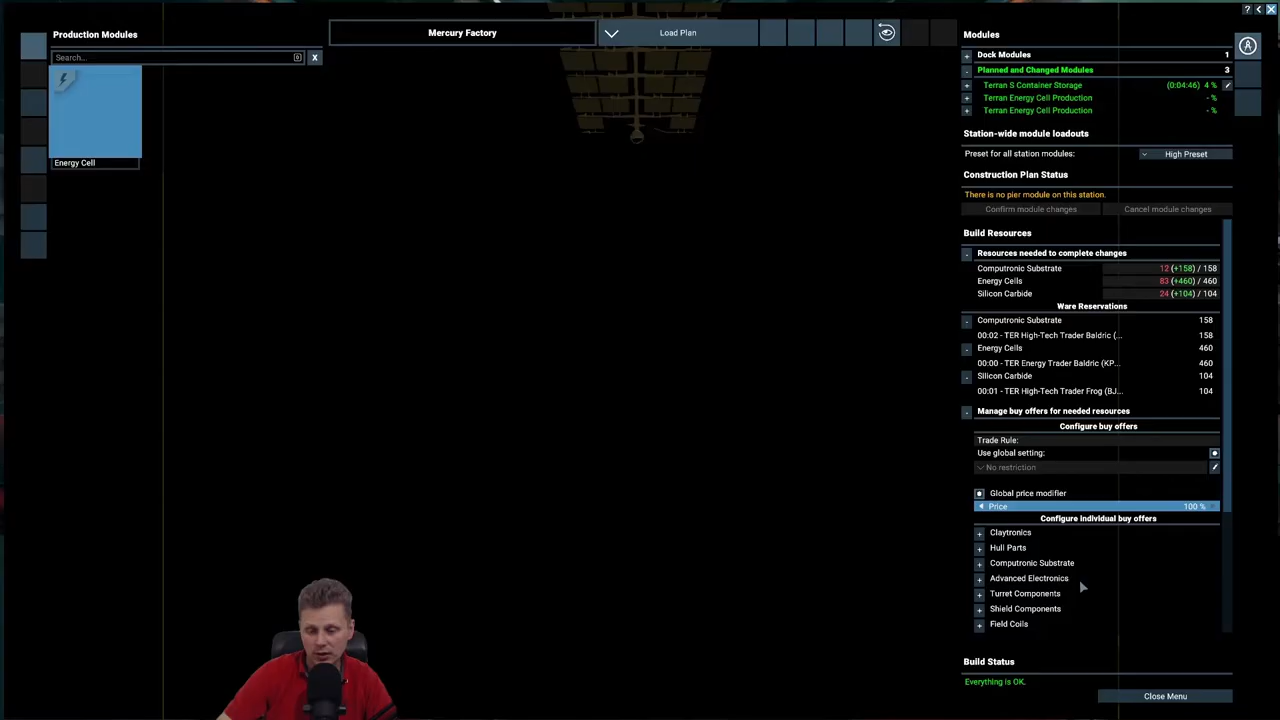 ? < X
Production Modules
Search...
X
Energy Cell
Mercury Factory
Load Plan
Modules
+ Dock Modules 1
- Planned and Changed Modules 3
+ Terran S Container Storage (0:04:46) 4 %
+ Terran Energy Cell Production - %
+ Terran Energy Cell Production - %
Station-wide module loadouts
Preset for all station modules: High Preset
Construction Plan Status
There is no pier module on this station.
Confirm module changes Cancel module changes
Build Resources
- Resources needed to complete changes
Computronic Substrate 12 (+158) / 158
Energy Cells 83 (+460) / 460
Silicon Carbide 24 (+104) / 104
Ware Reservations
- Computronic Substrate 158
00:02 - TER High-Tech Trader Baldric (... 158
- Energy Cells 460
00:00 - TER Energy Trader Baldric (KP... 460
- Silicon Carbide 104
00:01 - TER High-Tech Trader Frog (BJ... 104
- Manage buy offers for needed resources
Configure buy offers
Trade Rule:
Use global setting:
No restriction
Global price modifier
Price 100 %
Configure individual buy offers
+ Claytronics
+ Hull Parts
+ Computronic Substrate
+ Advanced Electronics
+ Turret Components
+ Shield Components
+ Field Coils
Build Status
Everything is OK.
Close Menu